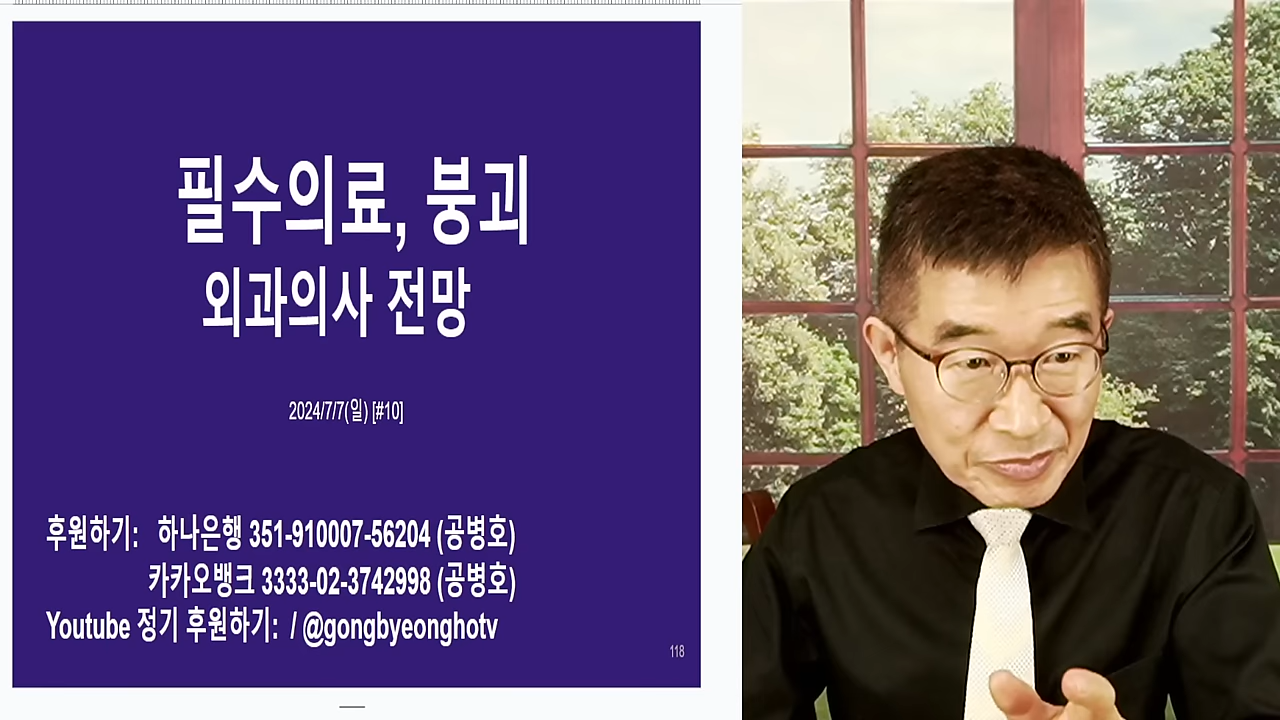 필수의료, 붕괴
외과의사 전망
2024/7/7(일) [#10]
후원하기: 하나은행 351-910007-56204 (공병호)
카카오뱅크 3333-02-3742998 (공병호)
Youtube 정기 후원하기: / @gongbyeonghotv
118